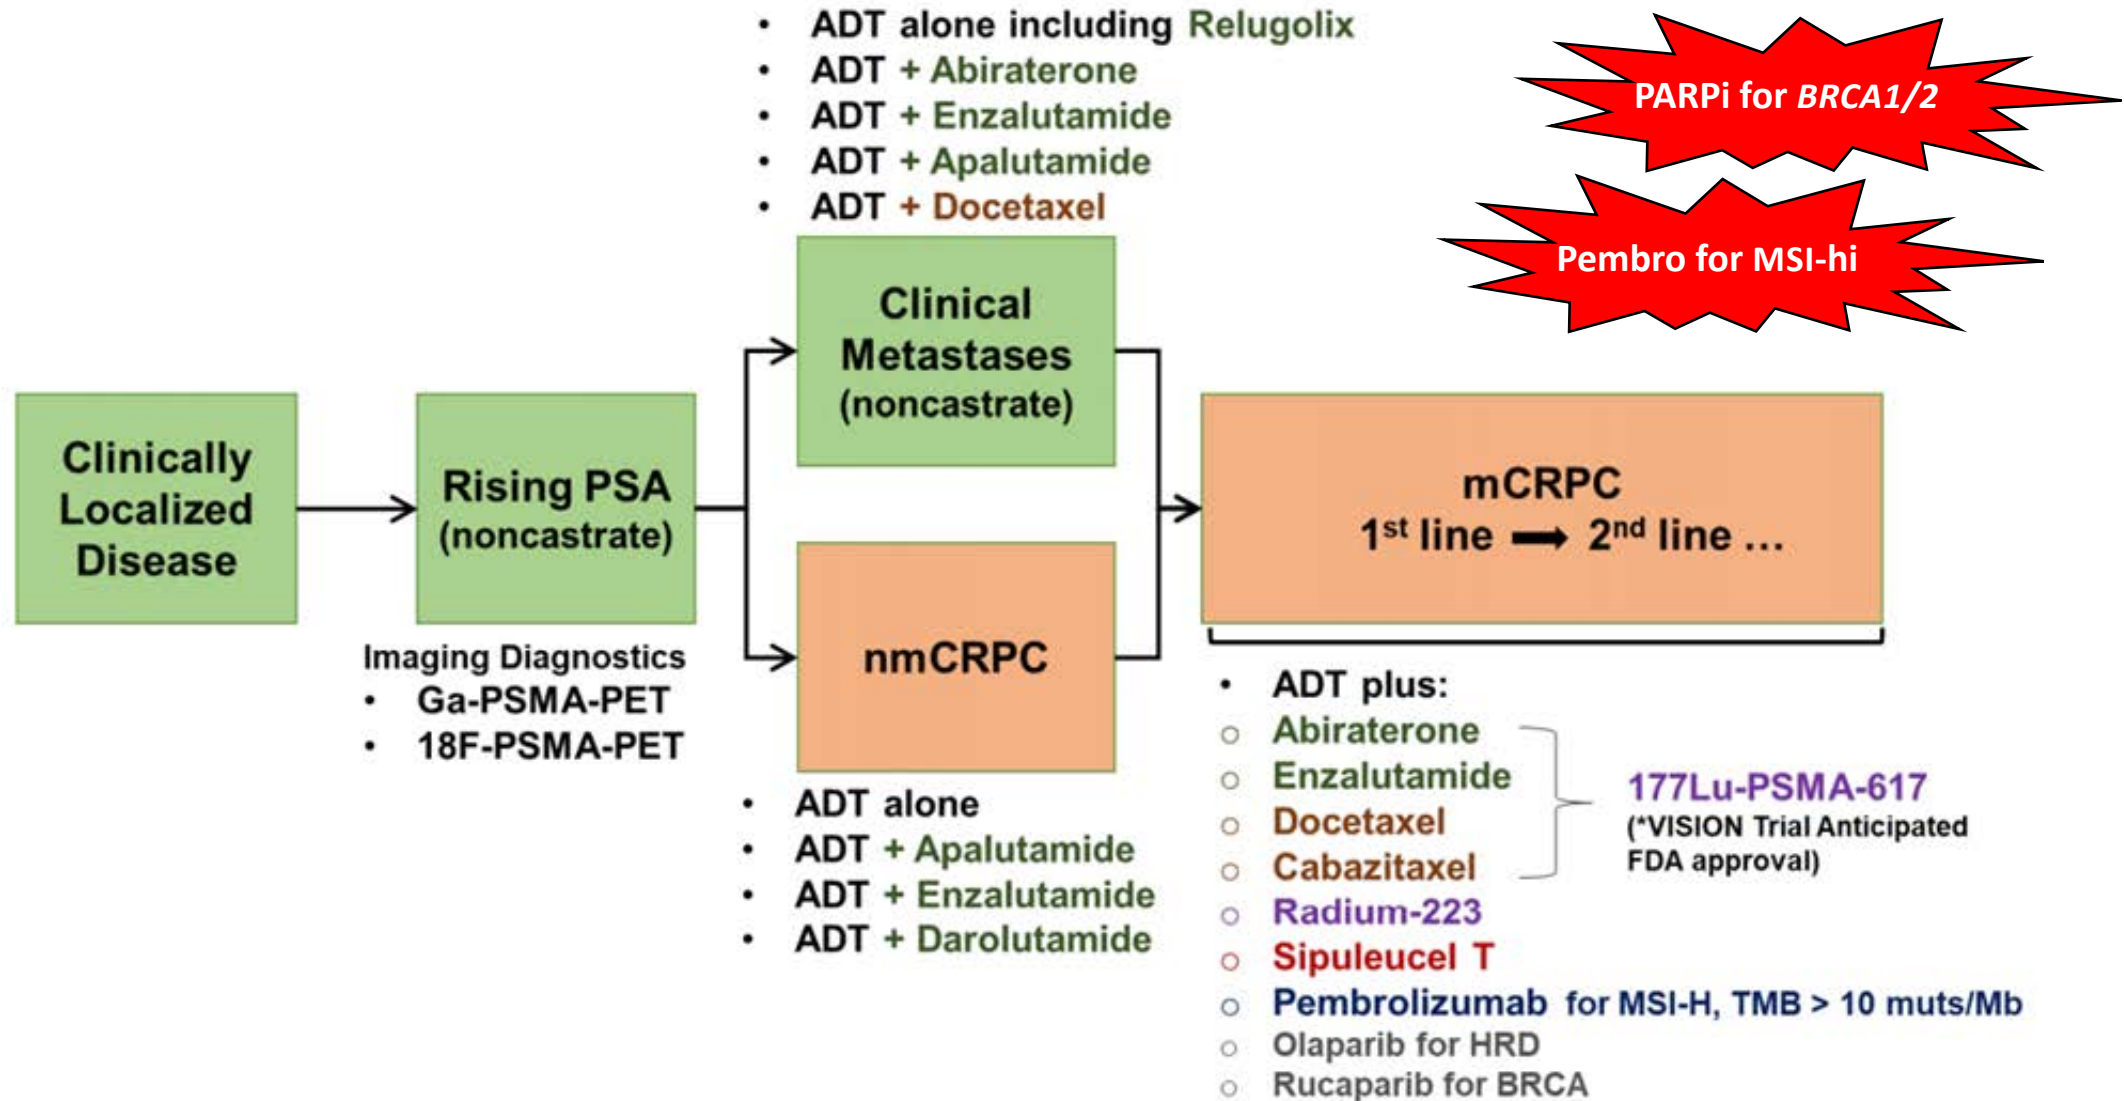 • ADT alone including Relugolix
• ADT + Abiraterone
• ADT + Enzalutamide
• ADT + Apalutamide
• ADT + Docetaxel
PARPi for BRCA1/2
Pembro for MSI-hi
Clinically
Localized
Disease
Rising PSA
(noncastrate)
Imaging Diagnostics
• Ga-PSMA-PET
• 18F-PSMA-PET
Clinical
Metastases
(noncastrate)
nmCRPC
• ADT alone
• ADT + Apalutamide
• ADT + Enzalutamide
• ADT + Darolutamide
mCRPC
1st line ➡ 2nd line ...
• ADT plus:
○ Abiraterone
○ Enzalutamide
○ Docetaxel
○ Cabazitaxel
○ Radium-223
○ Sipuleucel T
○ Pembrolizumab for MSI-H, TMB > 10 muts/Mb
○ Olaparib for HRD
○ Rucaparib for BRCA
177Lu-PSMA-617
(*VISION Trial Anticipated
FDA approval)